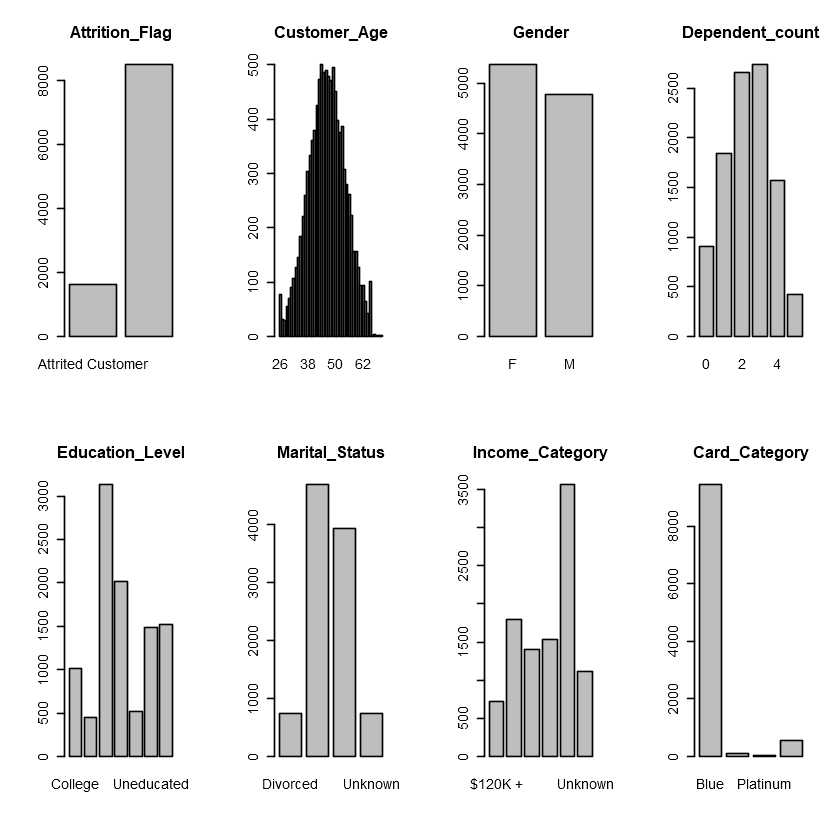 Attrition_Flag
0
2000
4000
6000
8000
Attrited Customer
Customer_Age
0
100
200
300
400
500
26 38 50 62
Gender
0
1000
2000
3000
4000
5000
F M
Dependent_count
0
500
1000
1500
2000
2500
0 2 4
Education_Level
0
500
1000
1500
2000
2500
3000
College Uneducated
Marital_Status
0
1000
2000
3000
4000
Divorced Unknown
Income_Category
0
500
1500
2500
3500
$120K + Unknown
Card_Category
0
2000
4000
6000
8000
Blue Platinum